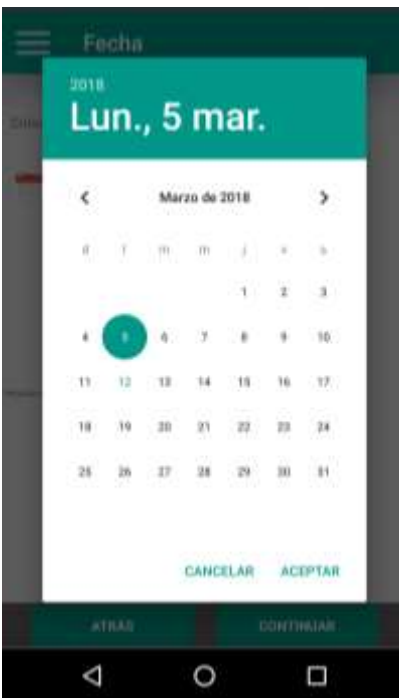 Fecha
2018
Lun., 5 mar.
Marzo de 2018
d l m m j v s
1 2 3
4 5 6 7 8 9 10
11 12 13 14 15 16 17
18 19 20 21 22 23 24
25 26 27 28 29 30 31
CANCELAR ACEPTAR
ATRÁS CONTINUAR